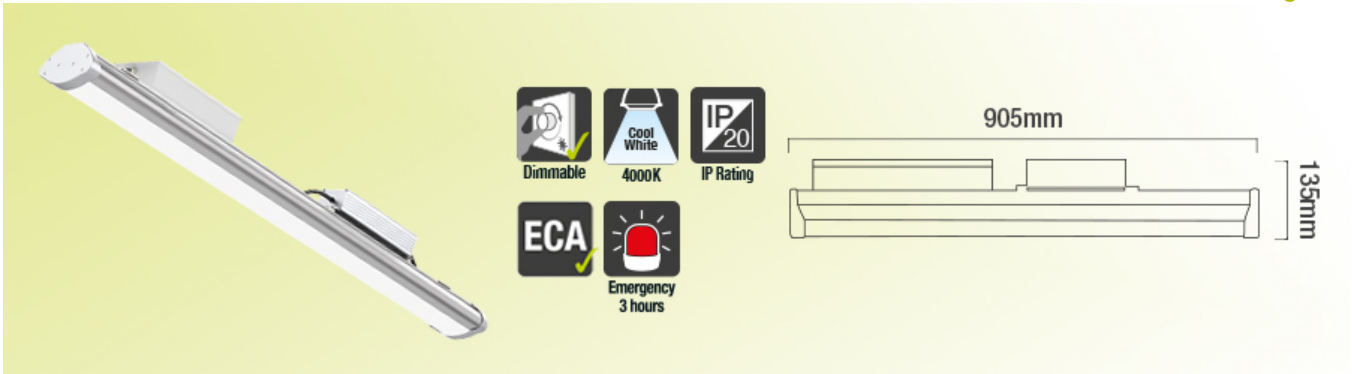 Dimmable
Cool
White
4000K
IP
20
IP Rating
ECA
Emergency
3 hours
905mm
135mm